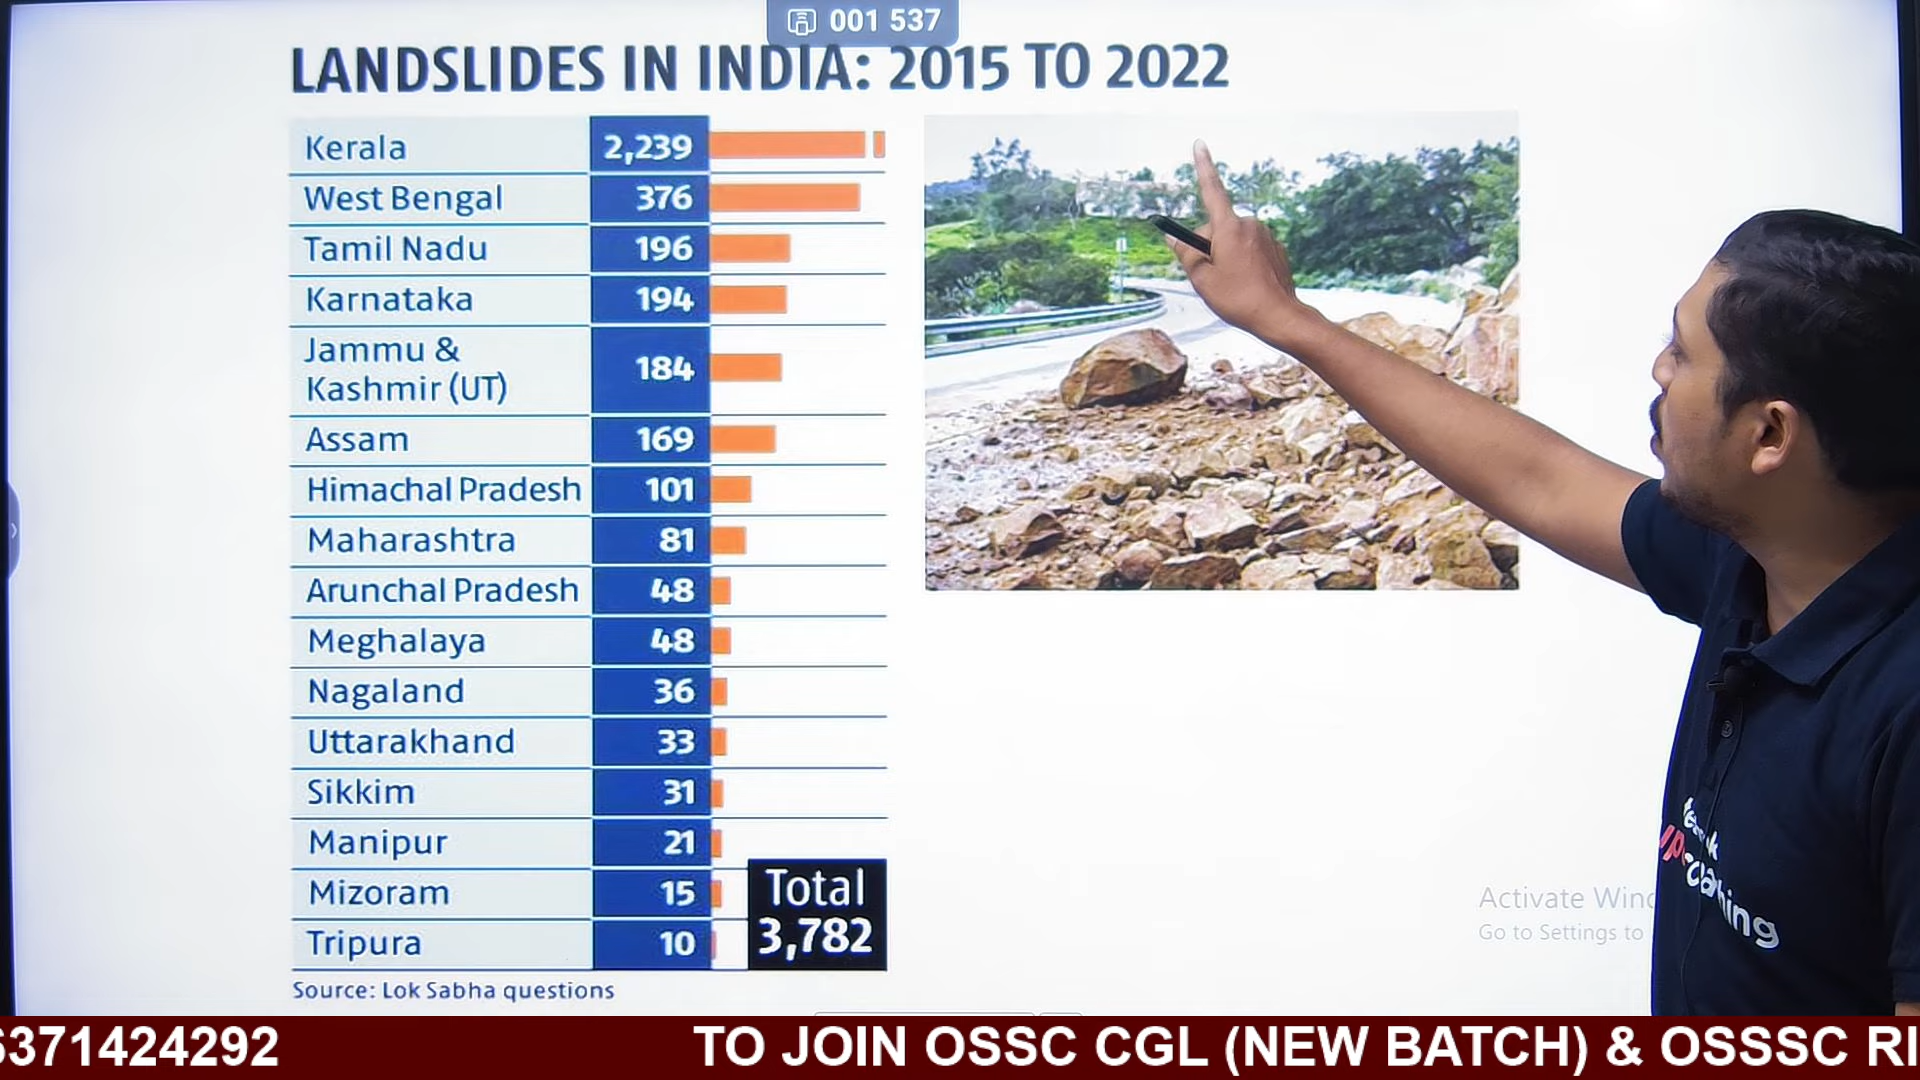 001 537
LANDSLIDES IN INDIA: 2015 TO 2022
Kerala 2,239
West Bengal 376
Tamil Nadu 196
Karnataka 194
Jammu &
Kashmir (UT) 184
Assam 169
Himachal Pradesh 101
Maharashtra 81
Arunchal Pradesh 48
Meghalaya 48
Nagaland 36
Uttarakhand 33
Sikkim 31
Manipur 21
Mizoram 15
Tripura 10
Total
3,782
Source: Lok Sabha questions
Activate
Go to Settings to
6371424292 TO JOIN OSSC CGL (NEW BATCH) & OSSSC RI